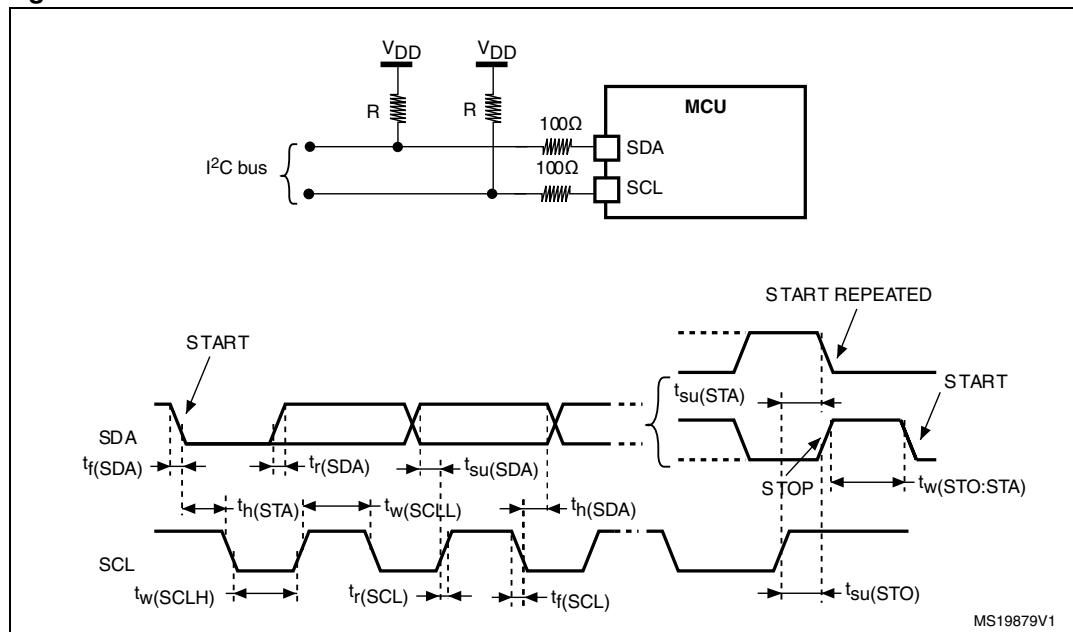 VDD
VDD
R
R
MCU
100Ω
SDA
I²C bus
100Ω
SCL
START REPEATED
START
tsu(STA)
START
SDA
tf(SDA)
tr(SDA)
tsu(SDA)
STOP
tw(STO:STA)
th(STA)
tw(SCLL)
th(SDA)
SCL
tw(SCLH)
tr(SCL)
tf(SCL)
tsu(STO)
MS19879V1